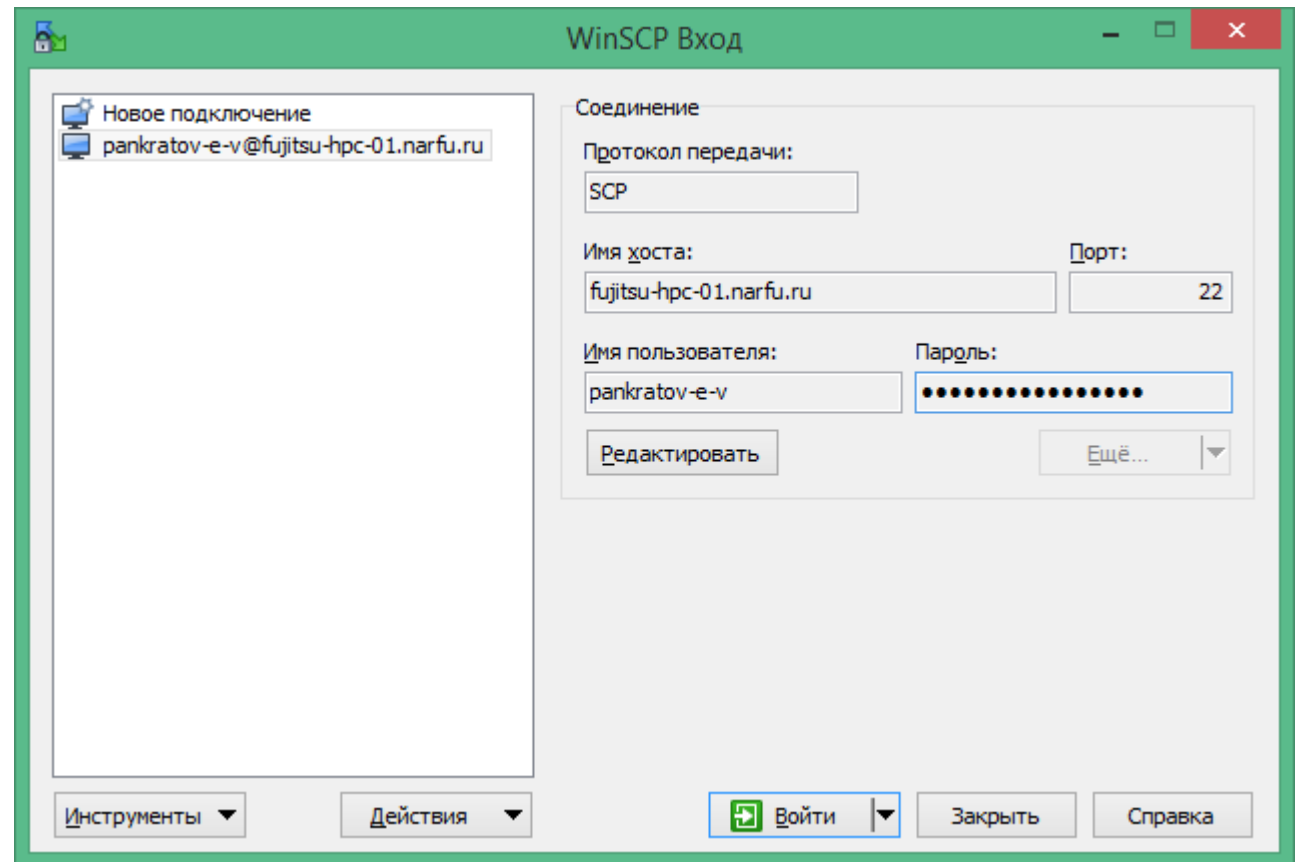 WinSCP Вход
Новое подключение
pankratov-e-v@fujitsu-hpc-01.narfu.ru
Соединение
Протокол передачи:
SCP
Имя хоста: Порт:
fujitsu-hpc-01.narfu.ru 22
Имя пользователя: Пароль:
pankratov-e-v ●●●●●●●●●●●●●●●●
Редактировать Ещё...
Инструменты Действия Войти Закрыть Справка